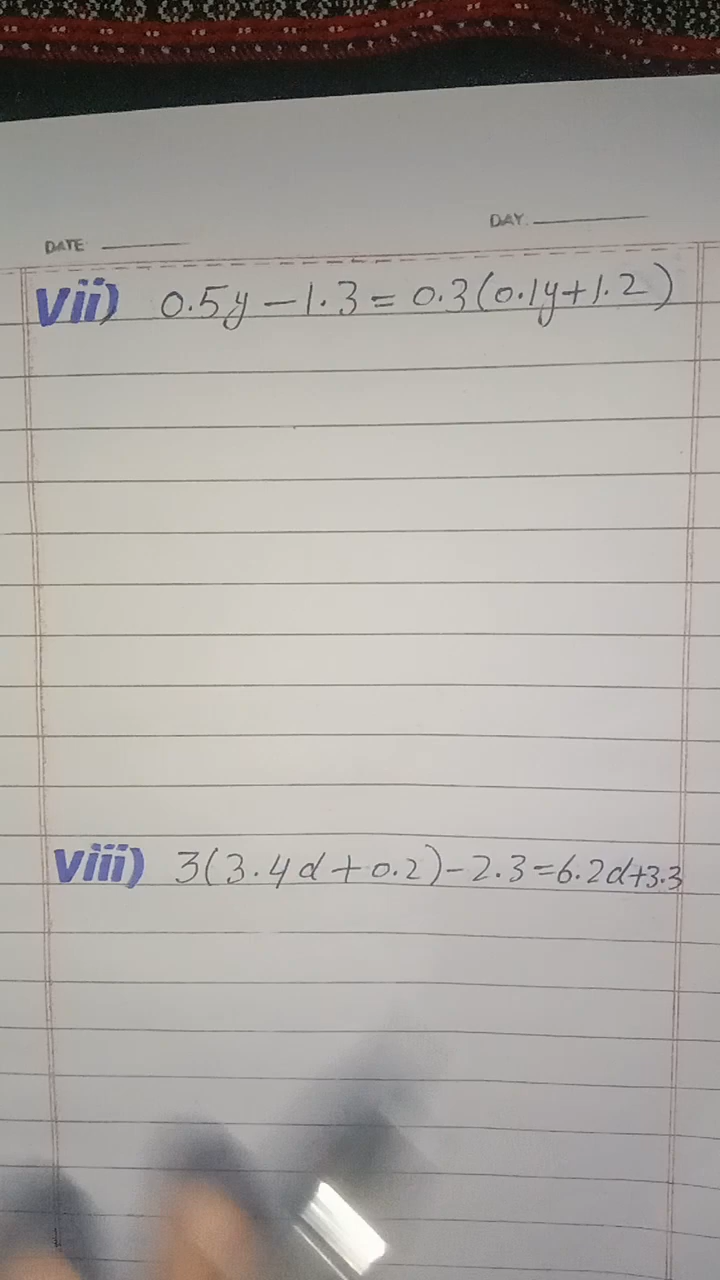 DATE
DAY.
Vii) 0.5y - 1.3 = 0.3(0.1y+1.2)
Viii) 3(3.4d+0.2)-2.3=6.2d+3.3